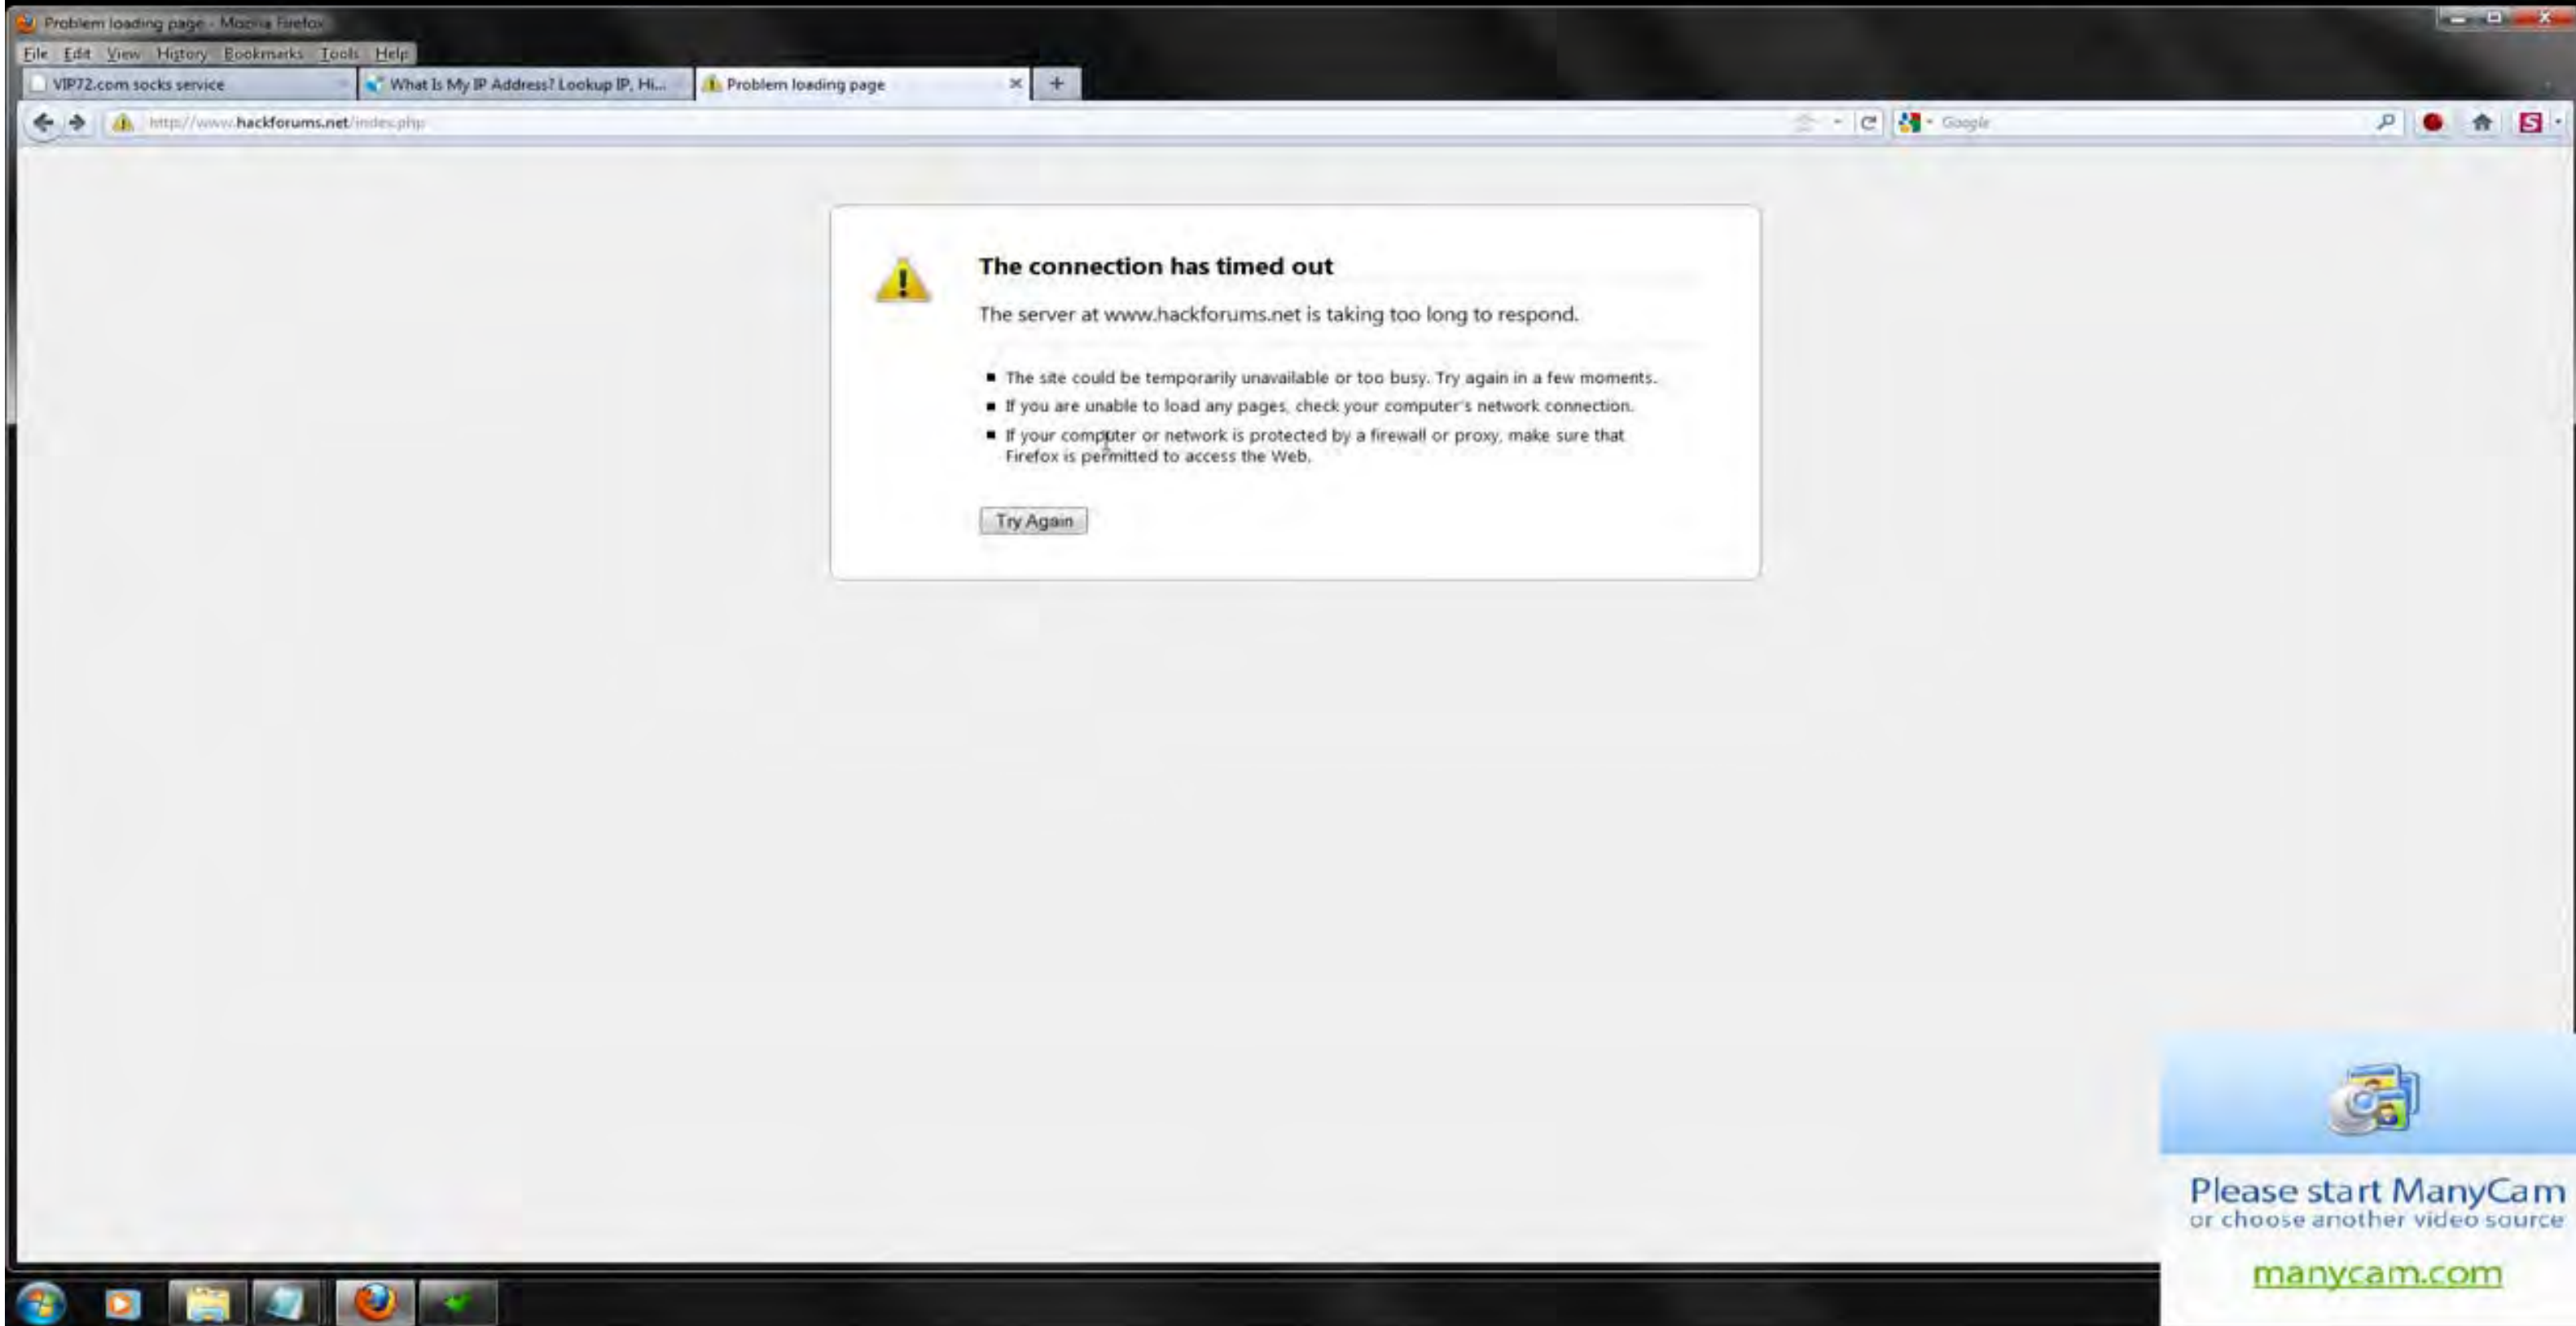 Problem loading page - Mozilla Firefox
File Edit View History Bookmarks Tools Help
VIP72.com socks service
What Is My IP Address? Lookup IP, Hi...
Problem loading page
http://www.hackforums.net/index.php
Google
The connection has timed out
The server at www.hackforums.net is taking too long to respond.
The site could be temporarily unavailable or too busy. Try again in a few moments.
If you are unable to load any pages, check your computer's network connection.
If your computer or network is protected by a firewall or proxy, make sure that
Firefox is permitted to access the Web.
Try Again
Please start ManyCam
or choose another video source
manycam.com